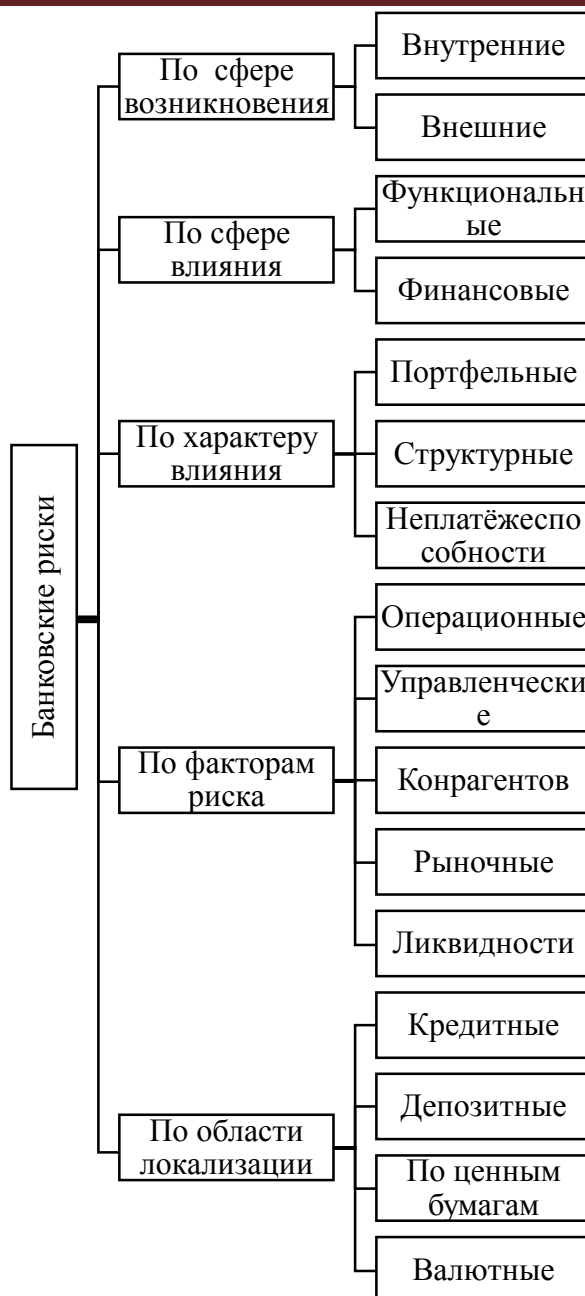 Банковские риски
По сфере
возникновения
Внутренние
Внешние
По сфере
влияния
Функциональн
ые
Финансовые
По характеру
влияния
Портфельные
Структурные
Неплатёжеспо
собности
По факторам
риска
Операционные
Управленчески
е
Конрагентов
Рыночные
Ликвидности
По области
локализации
Кредитные
Депозитные
По ценным
бумагам
Валютные